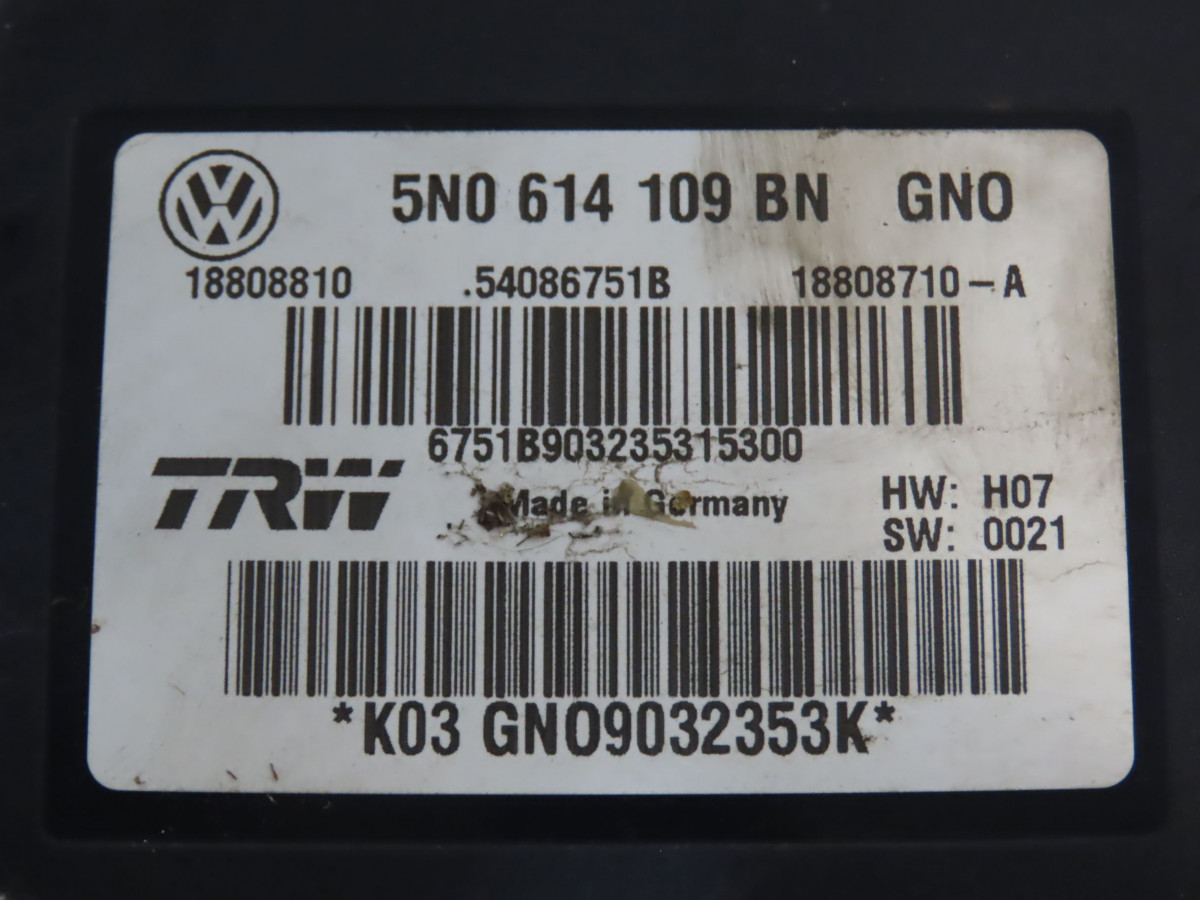 5N0 614 109 BN GNO
18808810 .54086751B 18808710-A
6751B903235315300
TRW Made in Germany HW: H07
SW: 0021
*K03 GNO9032353K*